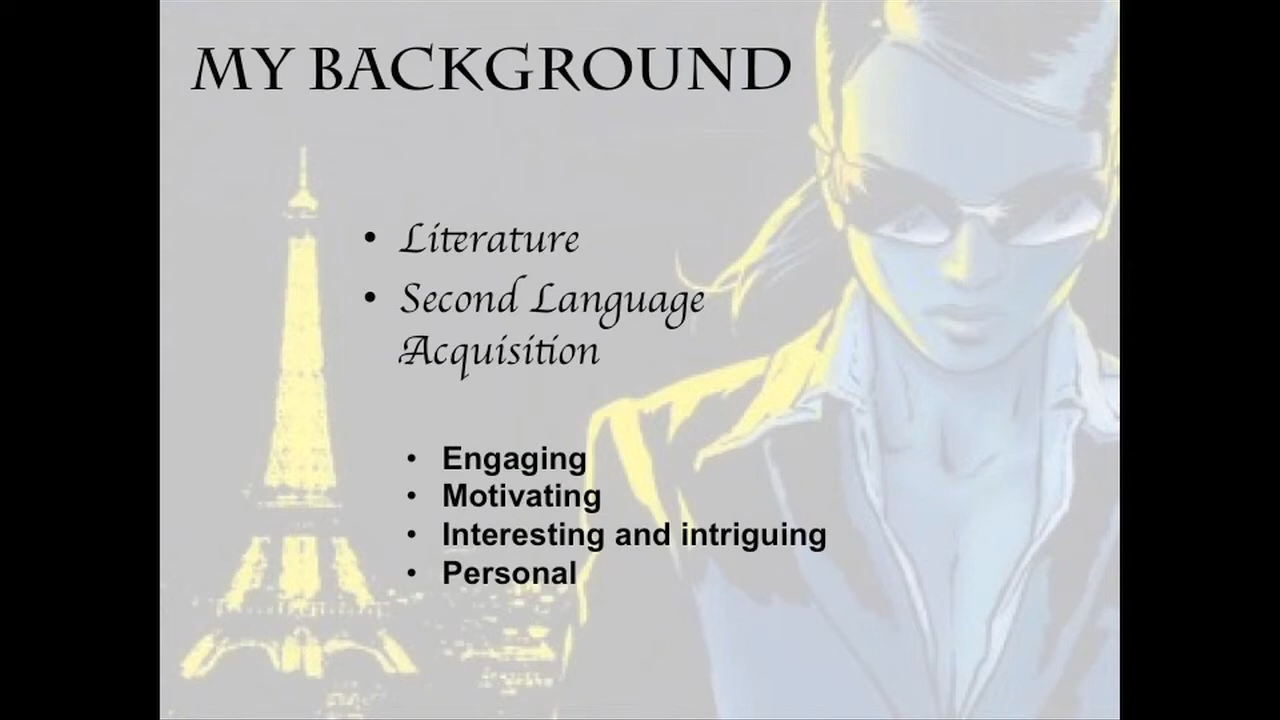 MY BACKGROUND
• Literature
• Second Language
Acquisition
• Engaging
• Motivating
• Interesting and intriguing
• Personal